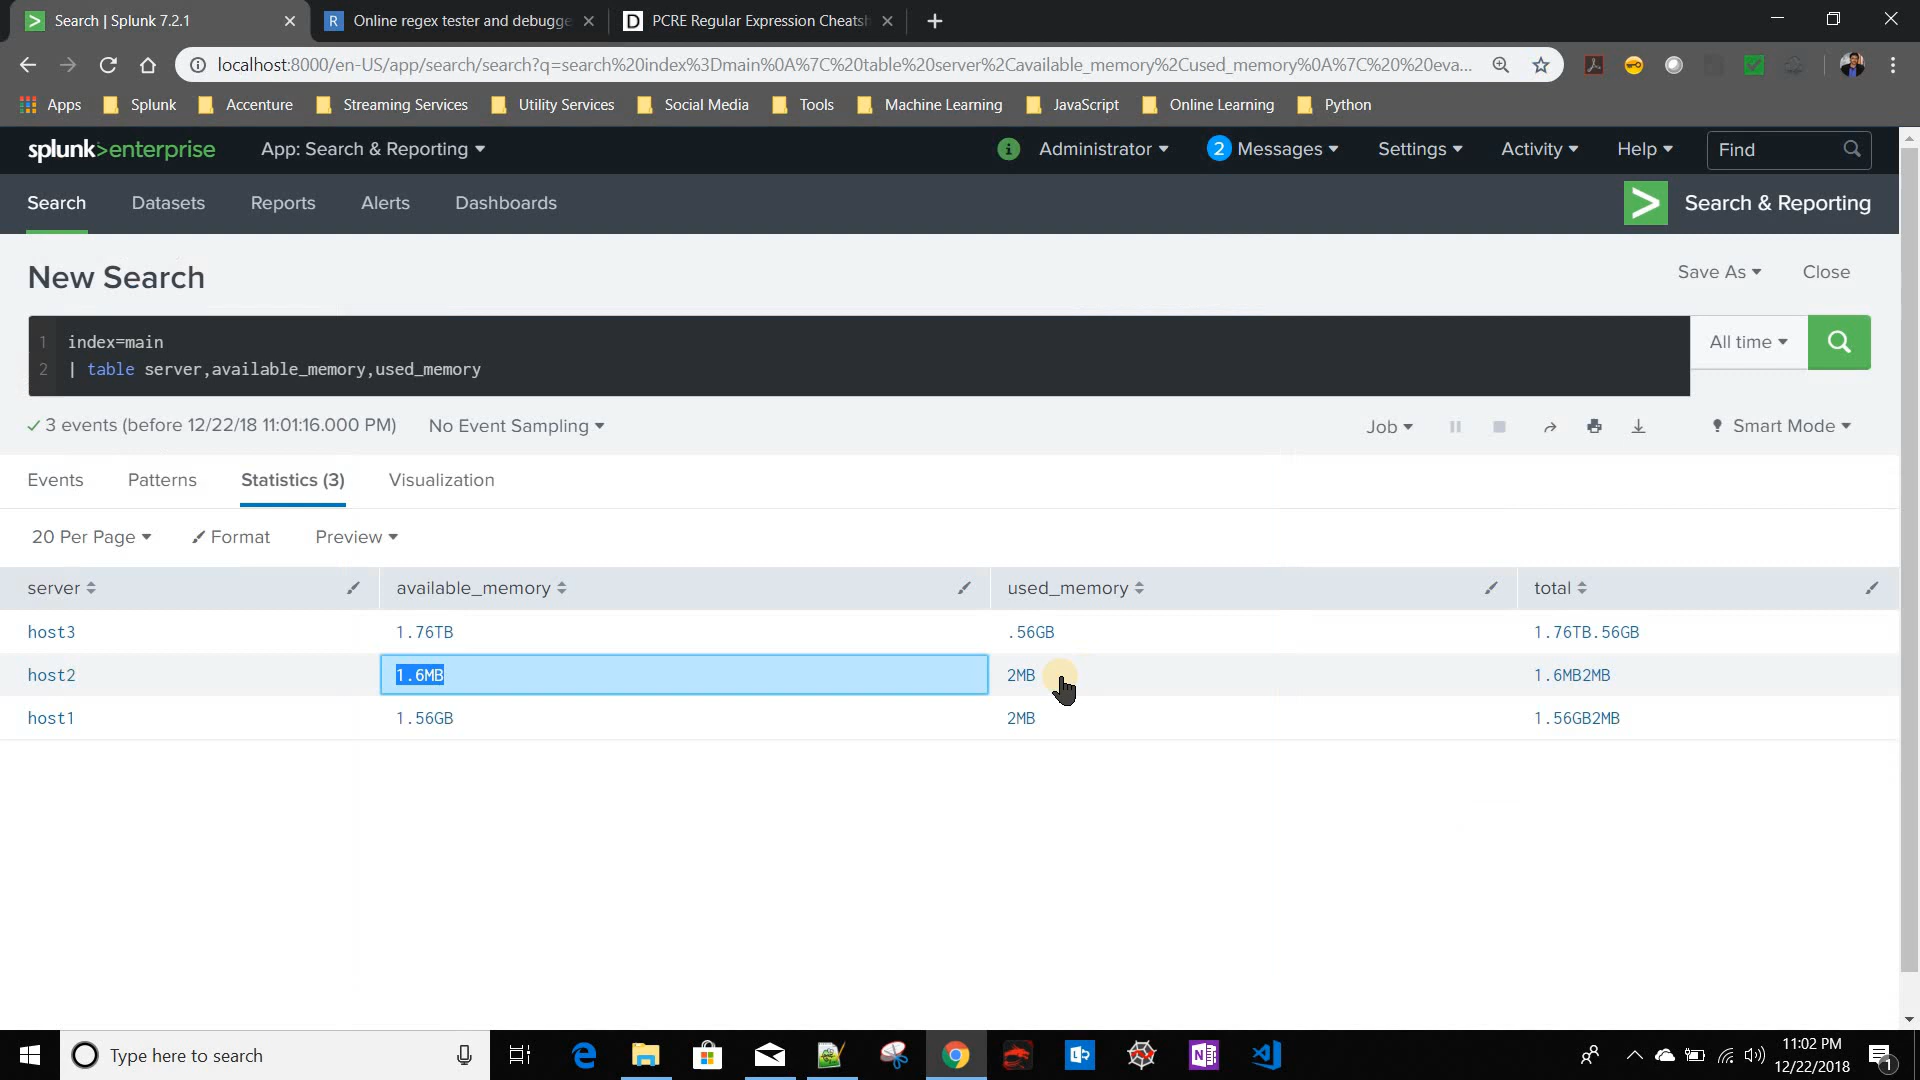 Search | Splunk 7.2.1
Online regex tester and debugge
PCRE Regular Expression Cheatsh
localhost:8000/en-US/app/search/search?q=search%20index%3Dmain%0A%7C%20table%20server%2Cavailable_memory%2Cused_memory%0A%7C%20%20eva...
Apps Splunk Accenture Streaming Services Utility Services Social Media Tools Machine Learning JavaScript Online Learning Python
splunk>enterprise App: Search & Reporting Administrator 2 Messages Settings Activity Help Find
Search Datasets Reports Alerts Dashboards Search & Reporting
New Search
Save As Close
1 index=main
2 | table server,available_memory,used_memory
All time
3 events (before 12/22/18 11:01:16.000 PM) No Event Sampling Job Smart Mode
Events Patterns Statistics (3) Visualization
20 Per Page Format Preview
server available_memory used_memory total
host3 1.76TB .56GB 1.76TB.56GB
host2 1.6MB 2MB 1.6MB2MB
host1 1.56GB 2MB 1.56GB2MB
Type here to search
11:02 PM
12/22/2018
1